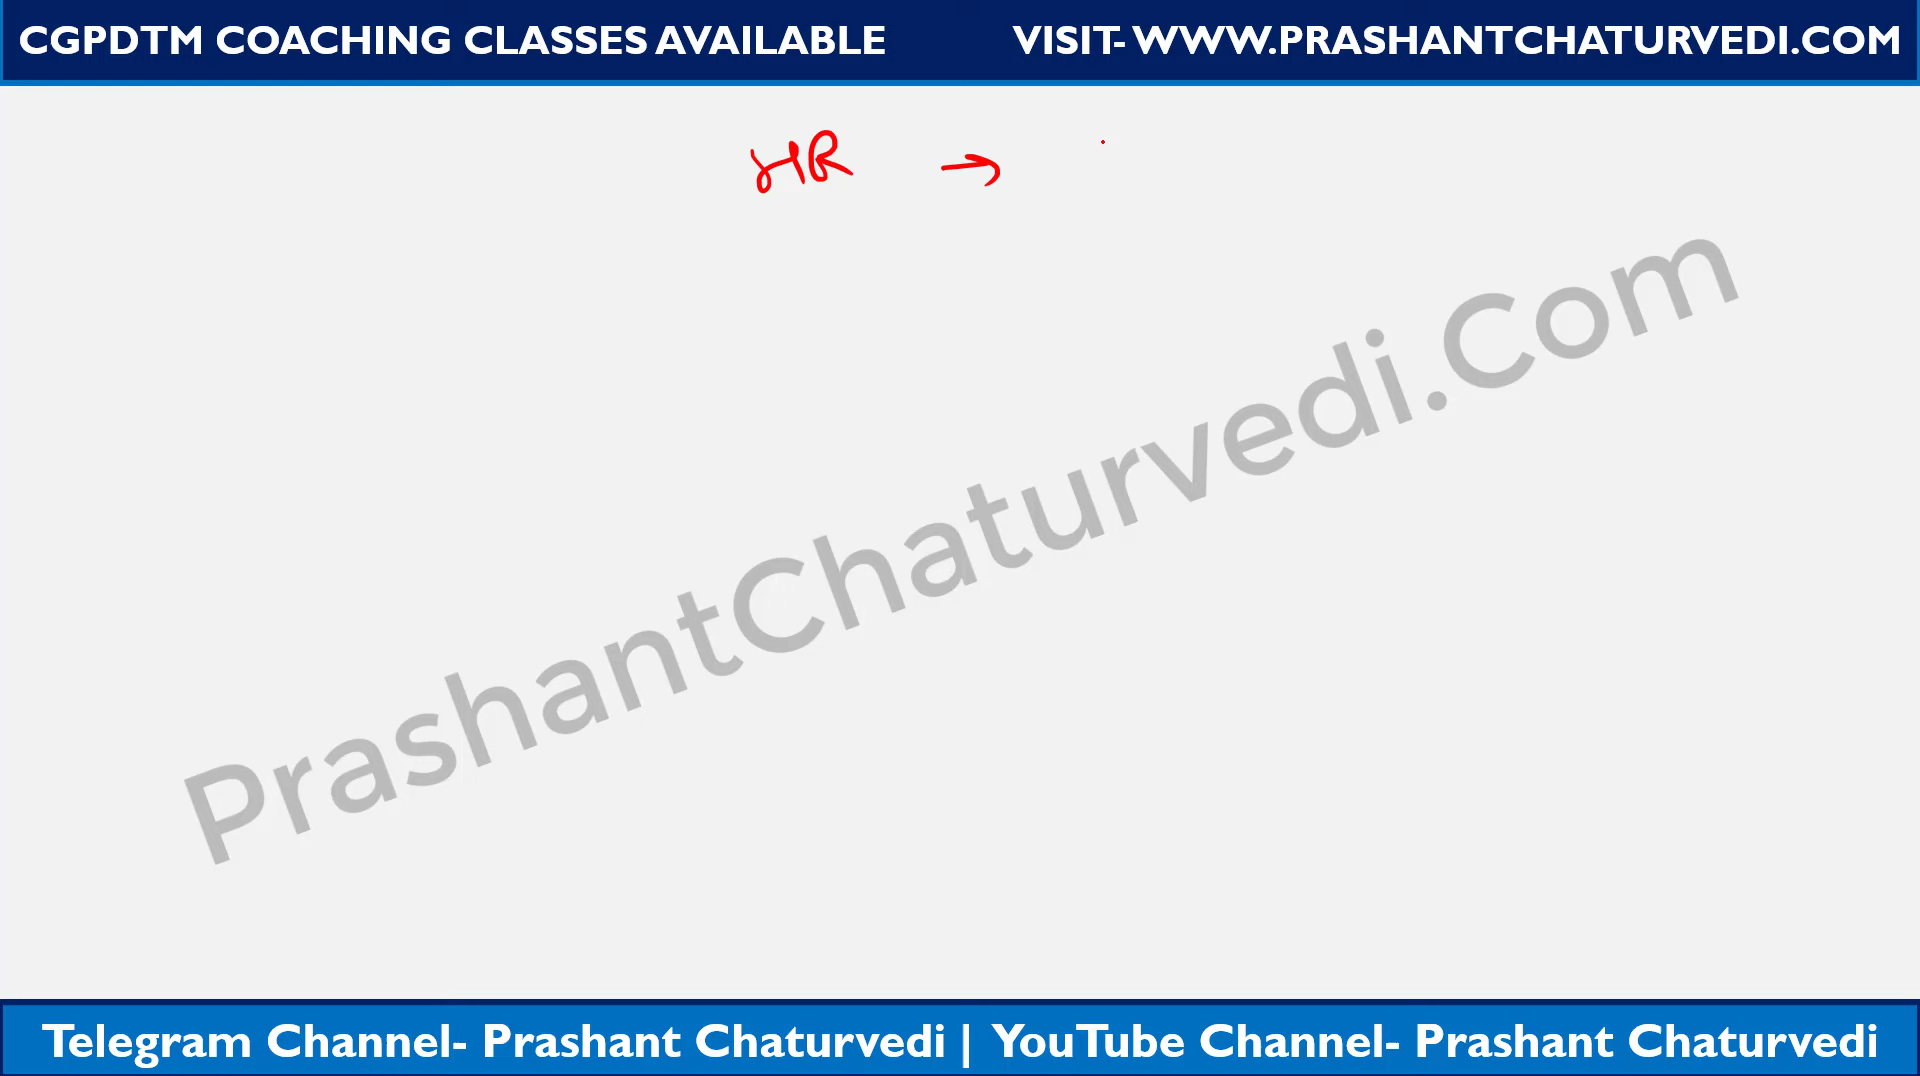 CGPDTM COACHING CLASSES AVAILABLE VISIT- WWW.PRASHANTCHATURVEDI.COM
HR →
PrashantChaturvedi.Com
Telegram Channel- Prashant Chaturvedi | YouTube Channel- Prashant Chaturvedi